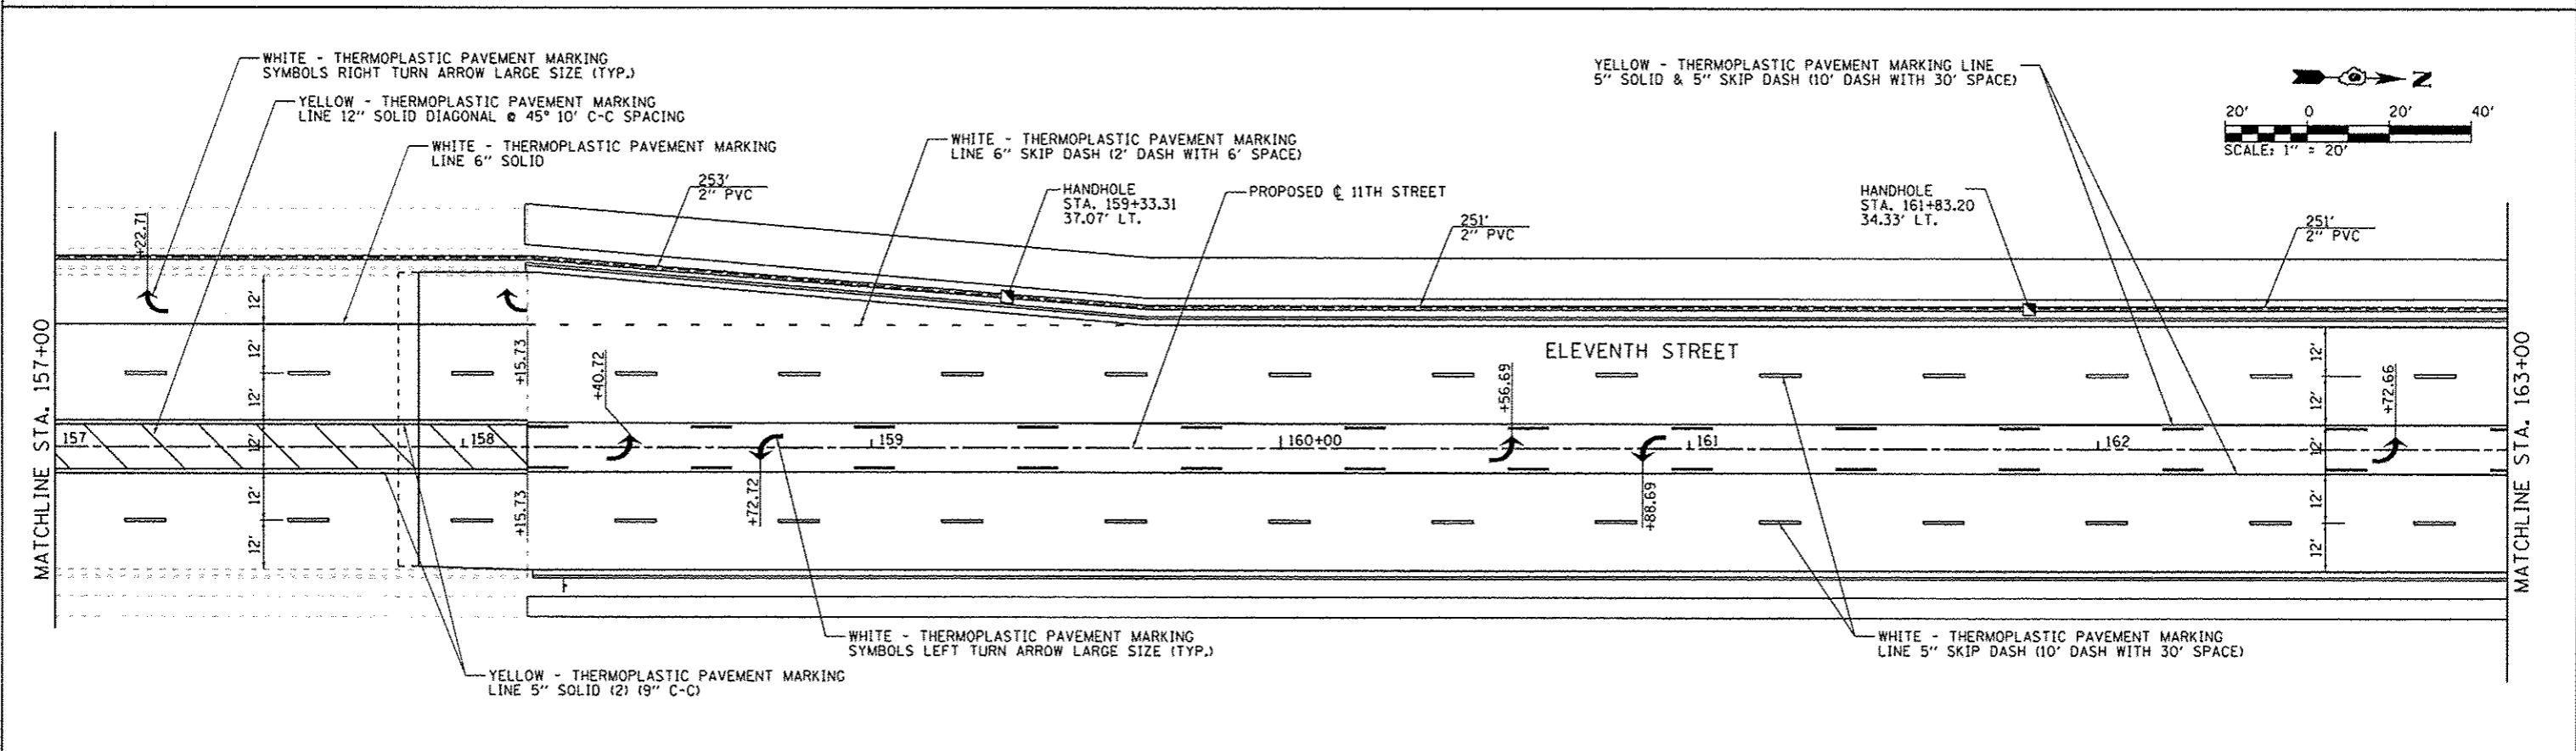 WHITE - THERMOPLASTIC PAVEMENT MARKING
SYMBOLS RIGHT TURN ARROW LARGE SIZE (TYP.)
YELLOW - THERMOPLASTIC PAVEMENT MARKING
LINE 12" SOLID DIAGONAL @ 45° 10' C-C SPACING
WHITE - THERMOPLASTIC PAVEMENT MARKING
LINE 6" SOLID
253'
2" PVC
WHITE - THERMOPLASTIC PAVEMENT MARKING
LINE 6" SKIP DASH (2' DASH WITH 6' SPACE)
HANDHOLE
STA. 159+33.31
37.07' LT.
PROPOSED ℄ 11TH STREET
251'
2" PVC
YELLOW - THERMOPLASTIC PAVEMENT MARKING LINE
5" SOLID & 5" SKIP DASH (10' DASH WITH 30' SPACE)
HANDHOLE
STA. 161+83.20
34.33' LT.
251'
2" PVC
N
20' 0 20' 40'
SCALE: 1" = 20'
MATCHLINE STA. 157+00
+22.71
12'
12'
12'
12'
12'
12'
+15.73
+15.73
+40.72
+72.72
+56.69
+88.69
+72.66
ELEVENTH STREET
157
158
159
160+00
161
162
12'
12'
12'
12'
12'
MATCHLINE STA. 163+00
WHITE - THERMOPLASTIC PAVEMENT MARKING
SYMBOLS LEFT TURN ARROW LARGE SIZE (TYP.)
YELLOW - THERMOPLASTIC PAVEMENT MARKING
LINE 5" SOLID (2) (9" C-C)
WHITE - THERMOPLASTIC PAVEMENT MARKING
LINE 5" SKIP DASH (10' DASH WITH 30' SPACE)